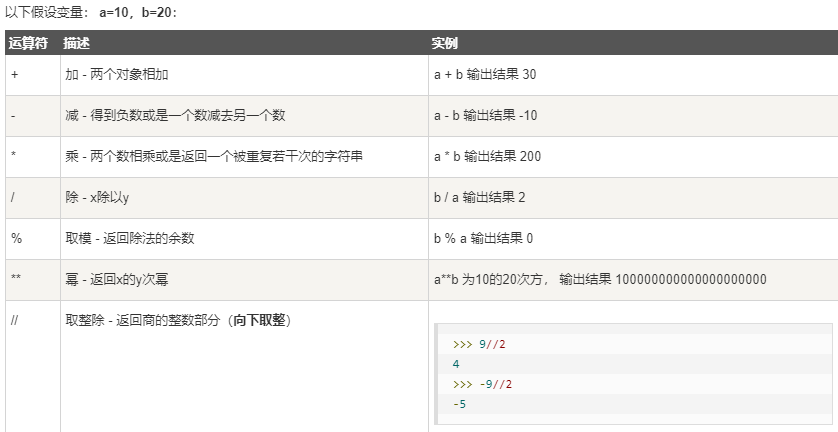 以下假设变量： a=10，b=20：
运算符 描述 实例
+ 加 - 两个对象相加 a + b 输出结果 30
- 减 - 得到负数或是一个数减去另一个数 a - b 输出结果 -10
* 乘 - 两个数相乘或是返回一个被重复若干次的字符串 a * b 输出结果 200
/ 除 - x除以y b / a 输出结果 2
% 取模 - 返回除法的余数 b % a 输出结果 0
** 幂 - 返回x的y次幂 a**b 为10的20次方， 输出结果 100000000000000000000
// 取整除 - 返回商的整数部分（向下取整）
>>> 9//2
4
>>> -9//2
-5